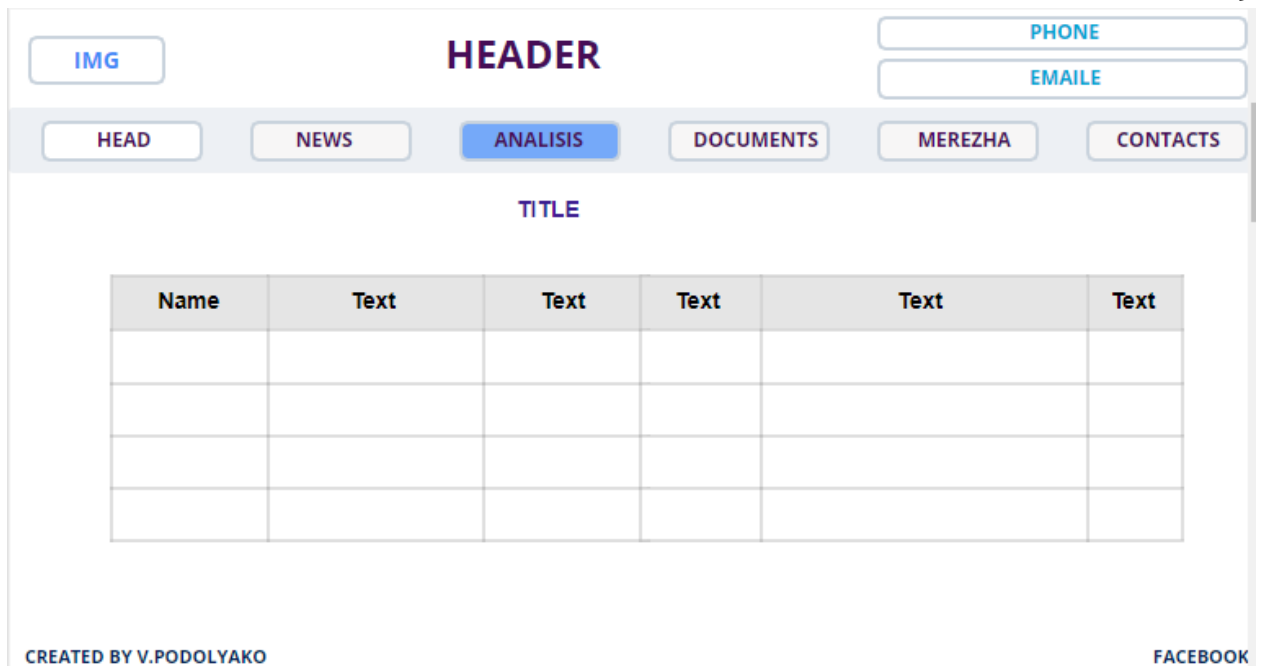 IMG
HEADER
PHONE
EMAILE
HEAD NEWS ANALISIS DOCUMENTS MEREZHA CONTACTS
TITLE
Name Text Text Text Text Text
CREATED BY V.PODOLYAKO FACEBOOK